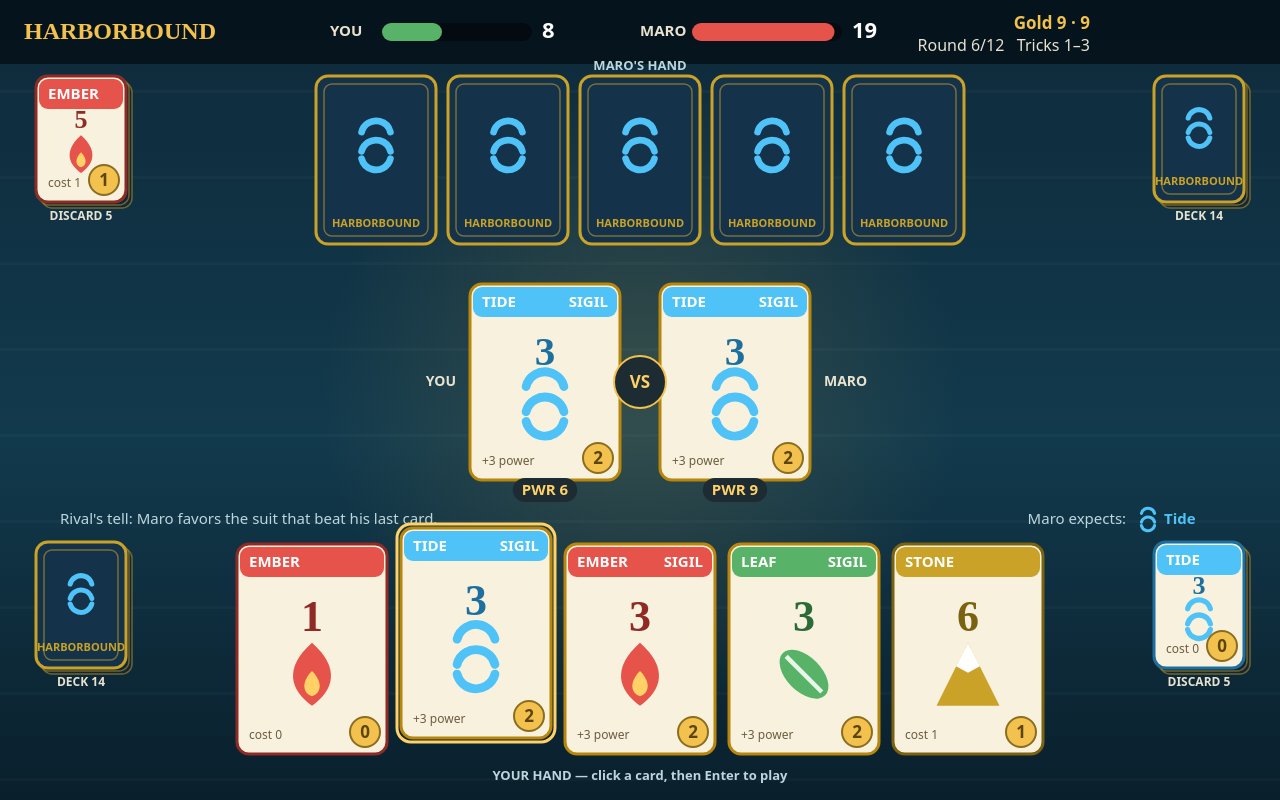 HARBORBOUND
YOU
8
MARO
19
Gold 9 · 9
Round 6/12 Tricks 1–3
MARO'S HAND
EMBER
5
cost 1
1
DISCARD 5
HARBORBOUND
HARBORBOUND
HARBORBOUND
HARBORBOUND
HARBORBOUND
HARBORBOUND
DECK 14
YOU
TIDE SIGIL
3
+3 power
2
PWR 6
VS
TIDE SIGIL
3
+3 power
2
PWR 9
MARO
Rival's tell: Maro favors the suit that beat his last card.
Maro expects: Tide
HARBORBOUND
DECK 14
EMBER
1
cost 0
0
TIDE SIGIL
3
+3 power
2
EMBER SIGIL
3
+3 power
2
LEAF SIGIL
3
+3 power
2
STONE
6
cost 1
1
TIDE
3
cost 0
0
DISCARD 5
YOUR HAND — click a card, then Enter to play